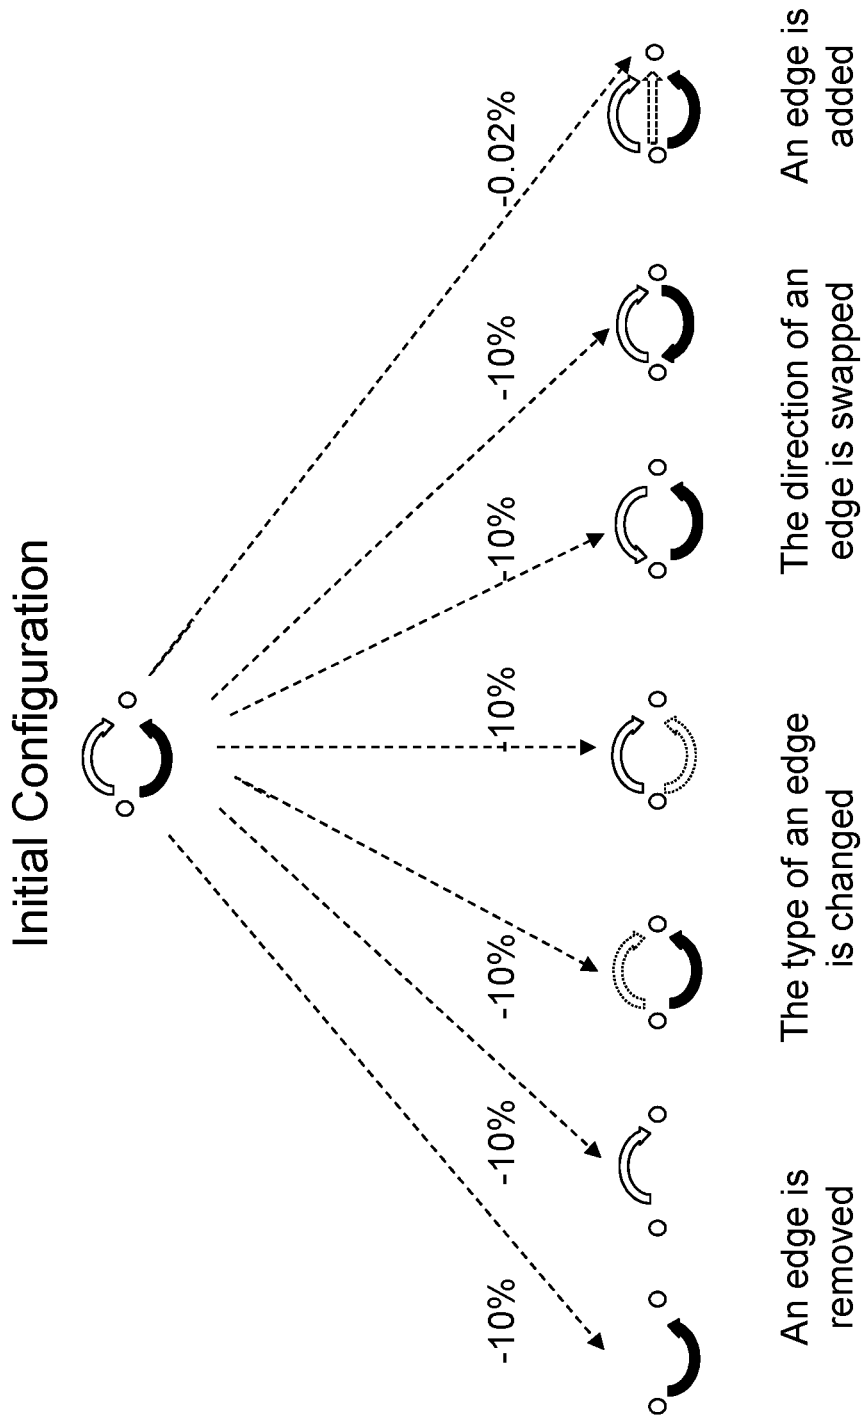 Initial Configuration
-10%
-10%
-10%
-10%
-10%
-10%
-0.02%
An edge is
removed
The type of an edge
is changed
The direction of an
edge is swapped
An edge is
added